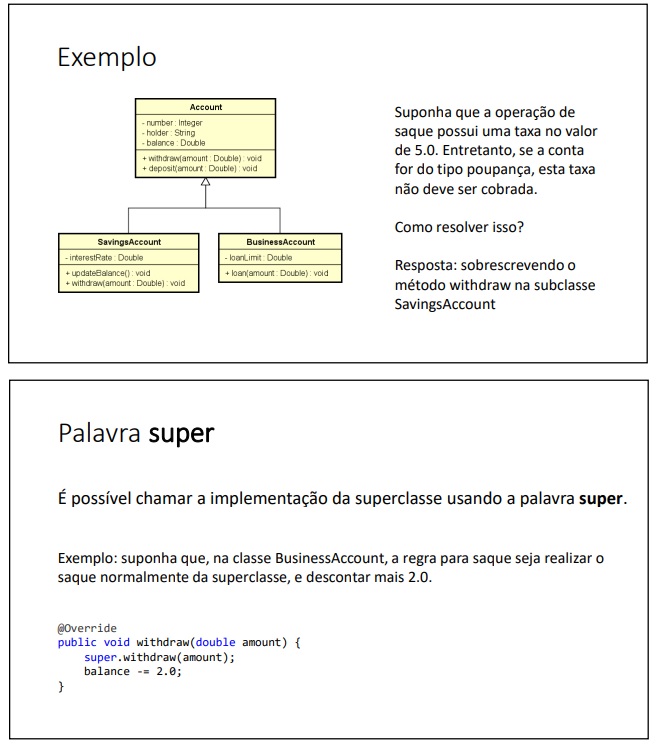 Exemplo
Account
- number : Integer
- holder : String
- balance : Double
+ withdraw(amount : Double) : void
+ deposit(amount : Double) : void
SavingsAccount
- interestRate : Double
+ updateBalance() : void
+ withdraw(amount : Double) : void
BusinessAccount
- loanLimit : Double
+ loan(amount : Double) : void
Suponha que a operação de
saque possui uma taxa no valor
de 5.0. Entretanto, se a conta
for do tipo poupança, esta taxa
não deve ser cobrada.
Como resolver isso?
Resposta: sobrescrevendo o
método withdraw na subclasse
SavingsAccount
Palavra super
É possível chamar a implementação da superclasse usando a palavra super.
Exemplo: suponha que, na classe BusinessAccount, a regra para saque seja realizar o
saque normalmente da superclasse, e descontar mais 2.0.
@Override
public void withdraw(double amount) {
super.withdraw(amount);
balance -= 2.0;
}